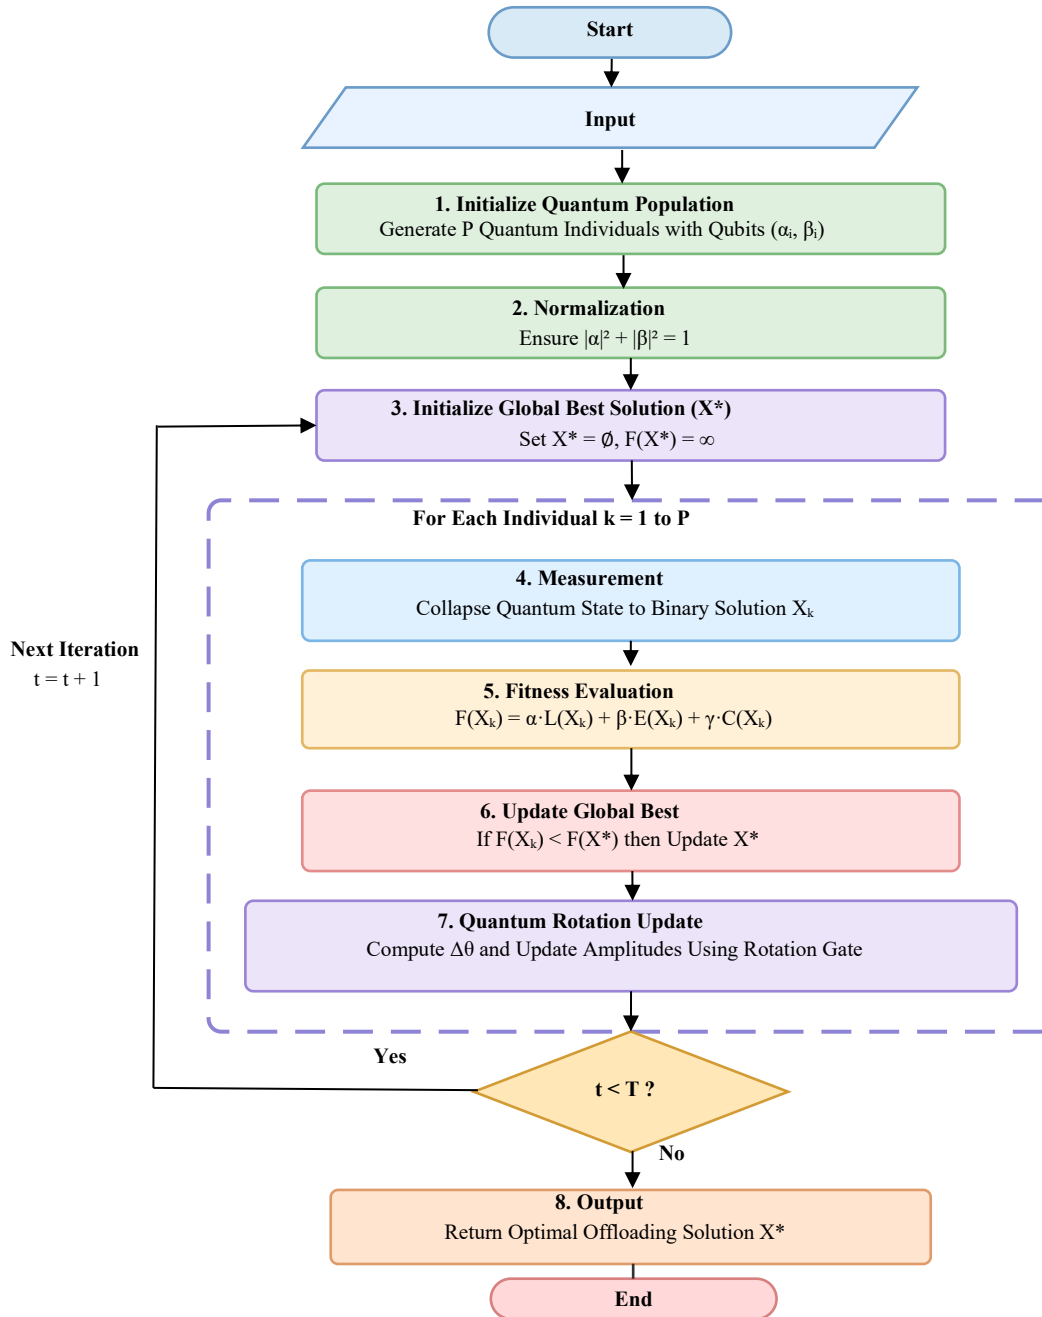 Start
Input
1. Initialize Quantum Population
Generate P Quantum Individuals with Qubits (αᵢ, βᵢ)
2. Normalization
Ensure |α|² + |β|² = 1
3. Initialize Global Best Solution (X*)
Set X* = ∅, F(X*) = ∞
For Each Individual k = 1 to P
4. Measurement
Collapse Quantum State to Binary Solution Xₖ
Next Iteration
t = t + 1
5. Fitness Evaluation
F(Xₖ) = α·L(Xₖ) + β·E(Xₖ) + γ·C(Xₖ)
6. Update Global Best
If F(Xₖ) < F(X*) then Update X*
7. Quantum Rotation Update
Compute Δθ and Update Amplitudes Using Rotation Gate
Yes
t < T ?
No
8. Output
Return Optimal Offloading Solution X*
End